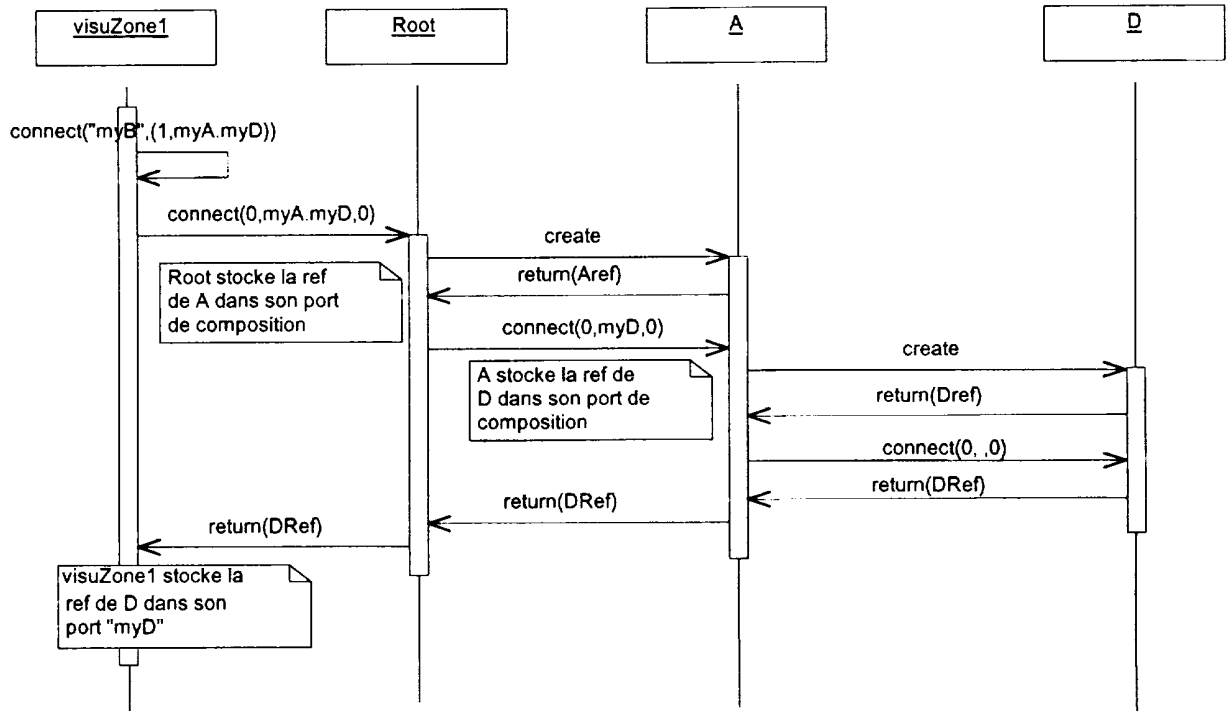 visuZone1
Root
A
D
connect("myB",(1,myA.myD))
connect(0,myA.myD,0)
create
Root stocke la ref
de A dans son port
de composition
return(Aref)
connect(0,myD,0)
create
A stocke la ref de
D dans son port de
composition
return(Dref)
connect(0, ,0)
return(DRef)
return(DRef)
return(DRef)
visuZone1 stocke la
ref de D dans son
port "myD"